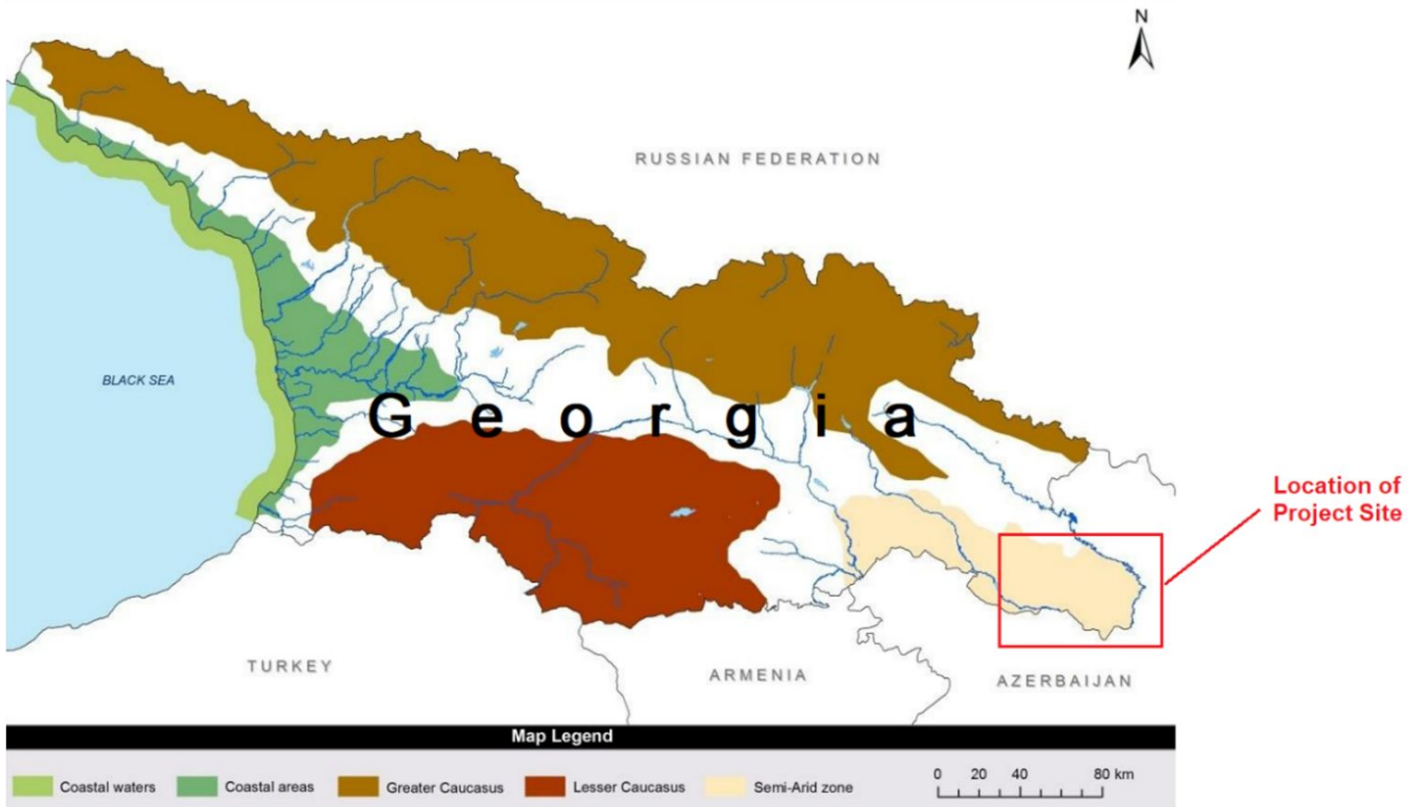 N
RUSSIAN FEDERATION
BLACK SEA
Georgia
Location of
Project Site
TURKEY
ARMENIA
AZERBAIJAN
Map Legend
Coastal waters
Coastal areas
Greater Caucasus
Lesser Caucasus
Semi-Arid zone
0 20 40 80 km